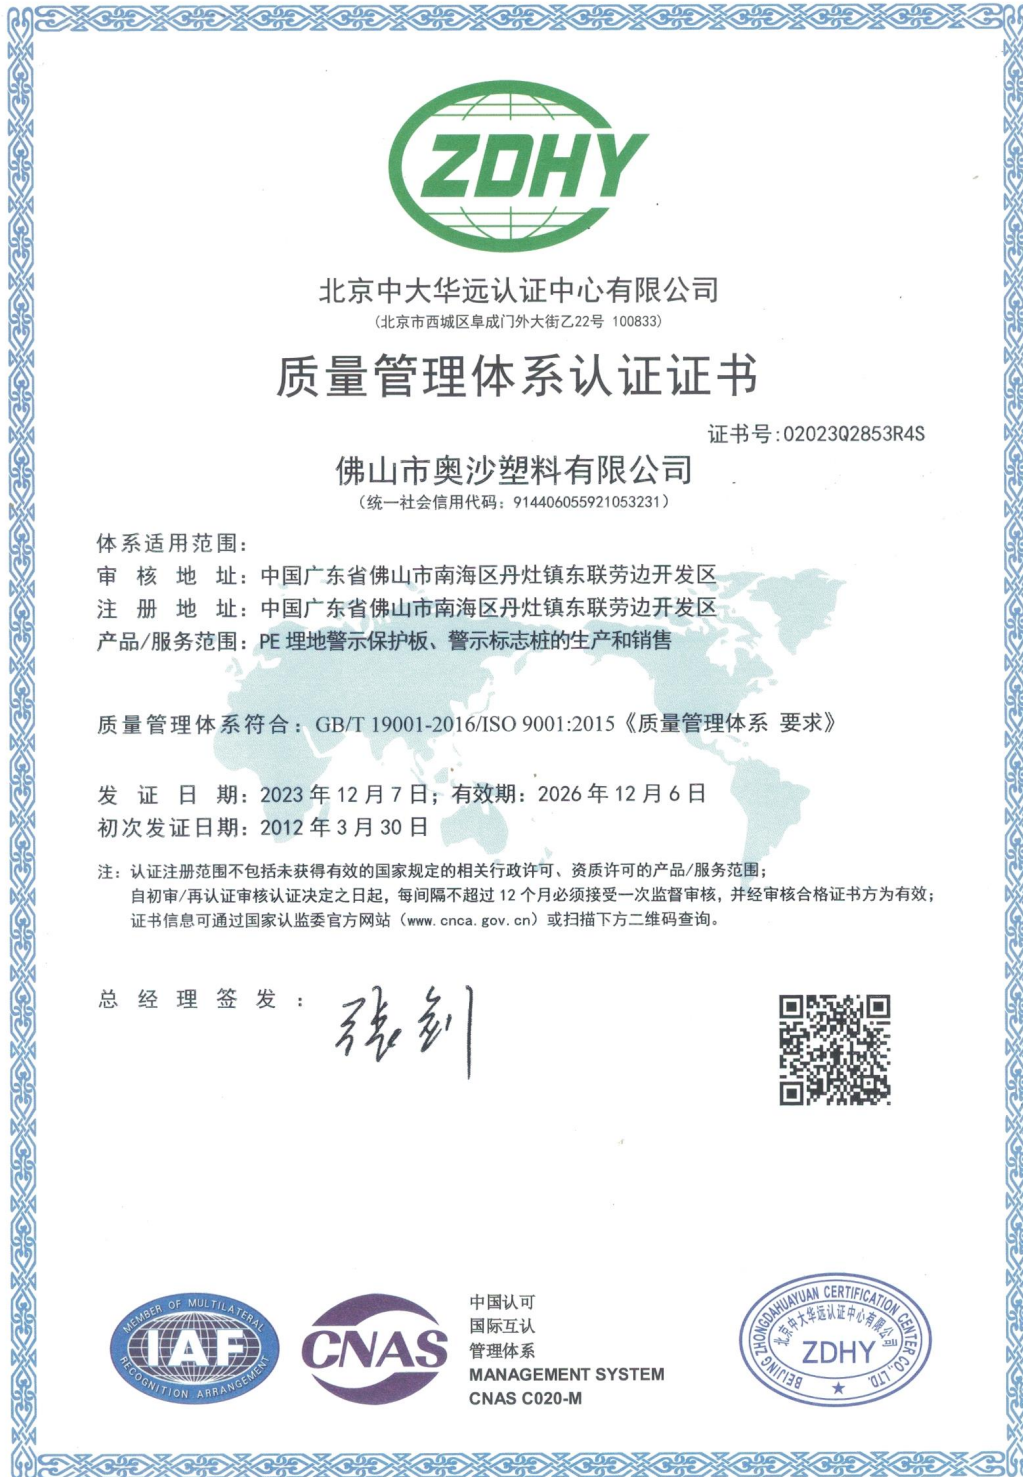 ZDHY
北京中大华远认证中心有限公司
(北京市西城区阜成门外大街乙22号 100833)
质量管理体系认证证书
证书号:02023Q2853R4S
佛山市奥沙塑料有限公司
(统一社会信用代码: 914406055921053231)
体系适用范围:
审核地址: 中国广东省佛山市南海区丹灶镇东联劳边开发区
注册地址: 中国广东省佛山市南海区丹灶镇东联劳边开发区
产品/服务范围: PE 埋地警示保护板、警示标志桩的生产和销售
质量管理体系符合: GB/T 19001-2016/ISO 9001:2015《质量管理体系 要求》
发证日期: 2023 年 12 月 7 日; 有效期: 2026 年 12 月 6 日
初次发证日期: 2012 年 3 月 30 日
注: 认证注册范围不包括未获得有效的国家规定的相关行政许可、资质许可的产品/服务范围;
自初审/再认证审核认证决定之日起, 每间隔不超过 12 个月必须接受一次监督审核, 并经审核合格证书方为有效;
证书信息可通过国家认监委官方网站 (www.cnca.gov.cn) 或扫描下方二维码查询。
总经理签发:
张剑
MEMBER OF MULTILATERAL
IAF
RECOGNITION ARRANGEMENT
CNAS
中国认可
国际互认
管理体系
MANAGEMENT SYSTEM
CNAS C020-M
BEIJING ZHONGDAHUAYUAN CERTIFICATION CENTER CO.,LTD.
北京中大华远认证中心有限公司
ZDHY